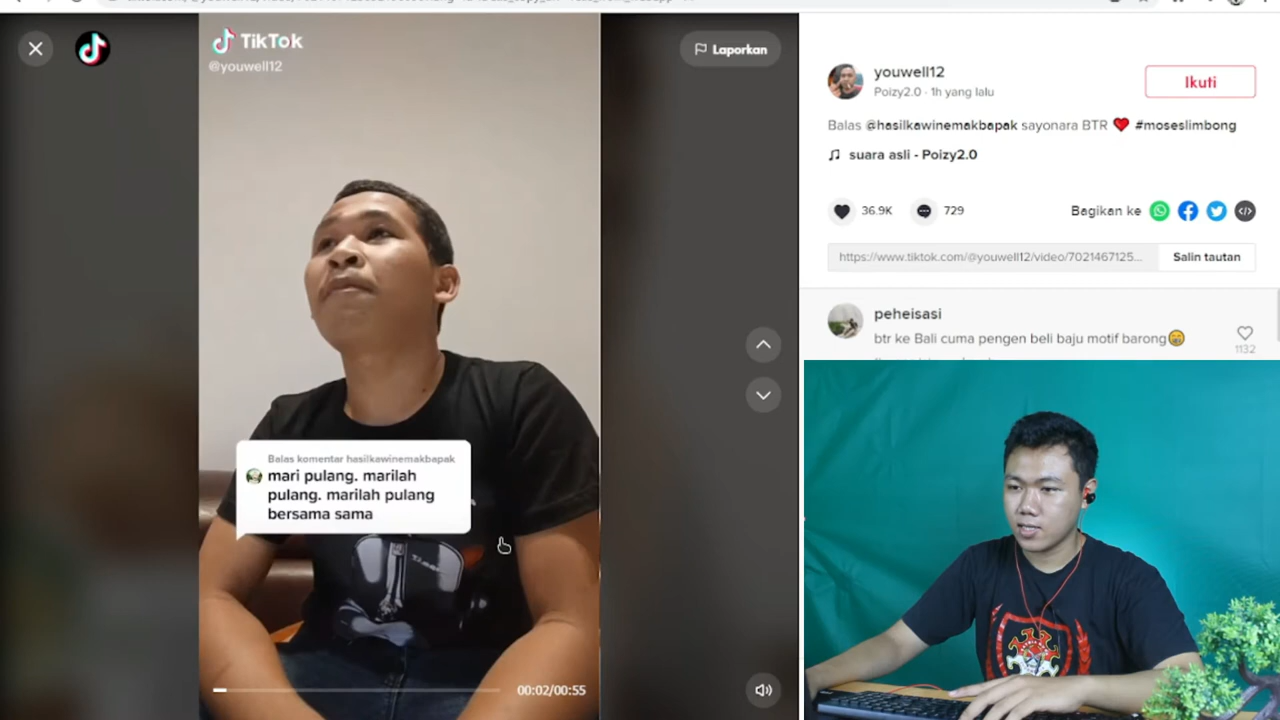 TikTok
@youwell12
Laporkan
youwell12
Poizy2.0 · 1h yang lalu
Ikuti
Balas @hasilkawinemakbapak sayonara BTR ❤️ #moseslimbong
suara asli - Poizy2.0
36.9K
729
Bagikan ke
https://www.tiktok.com/@youwell12/video/7021467125...
Salin tautan
peheisasi
btr ke Bali cuma pengen beli baju motif barong😁
1132
Balas komentar hasilkawinemakbapak
mari pulang. marilah
pulang. marilah pulang
bersama sama
00:02/00:55